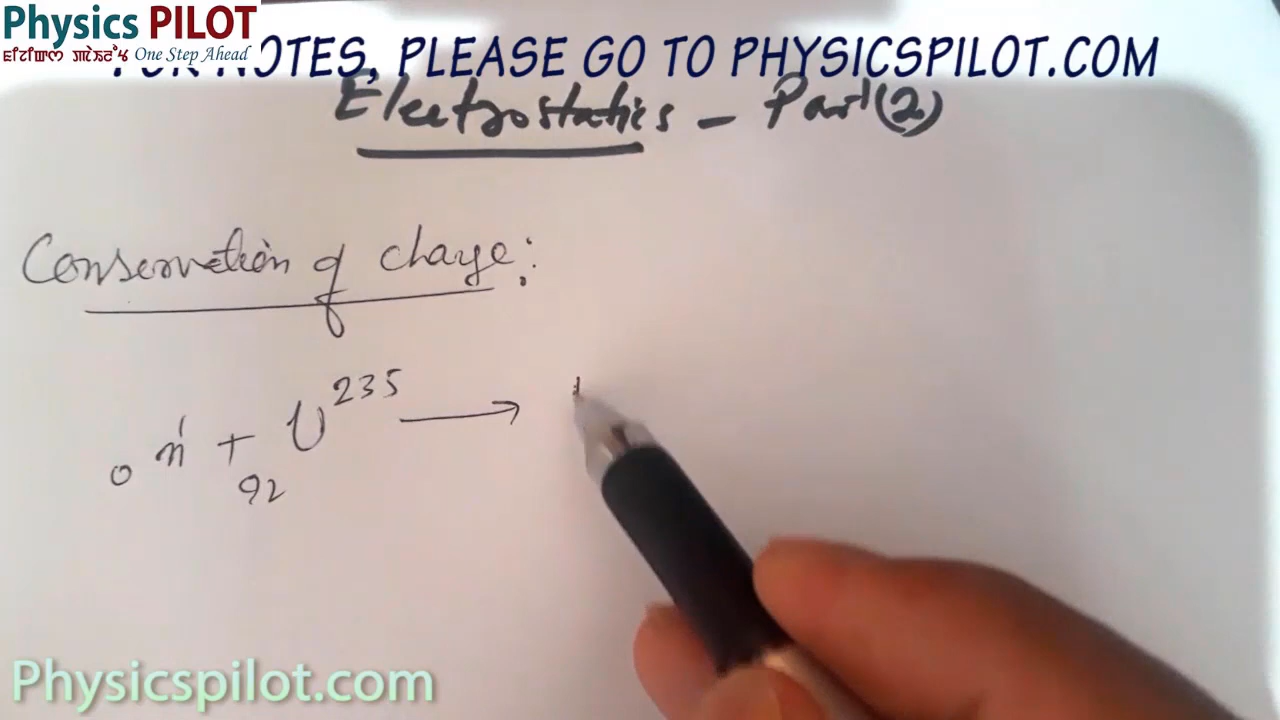 Physics PILOT
One Step Ahead
NOTES, PLEASE GO TO PHYSICSPILOT.COM
Electrostatics - Part (2)
Conservation of charge:
₀n¹ + ₉₂U²³⁵ →
Physicspilot.com